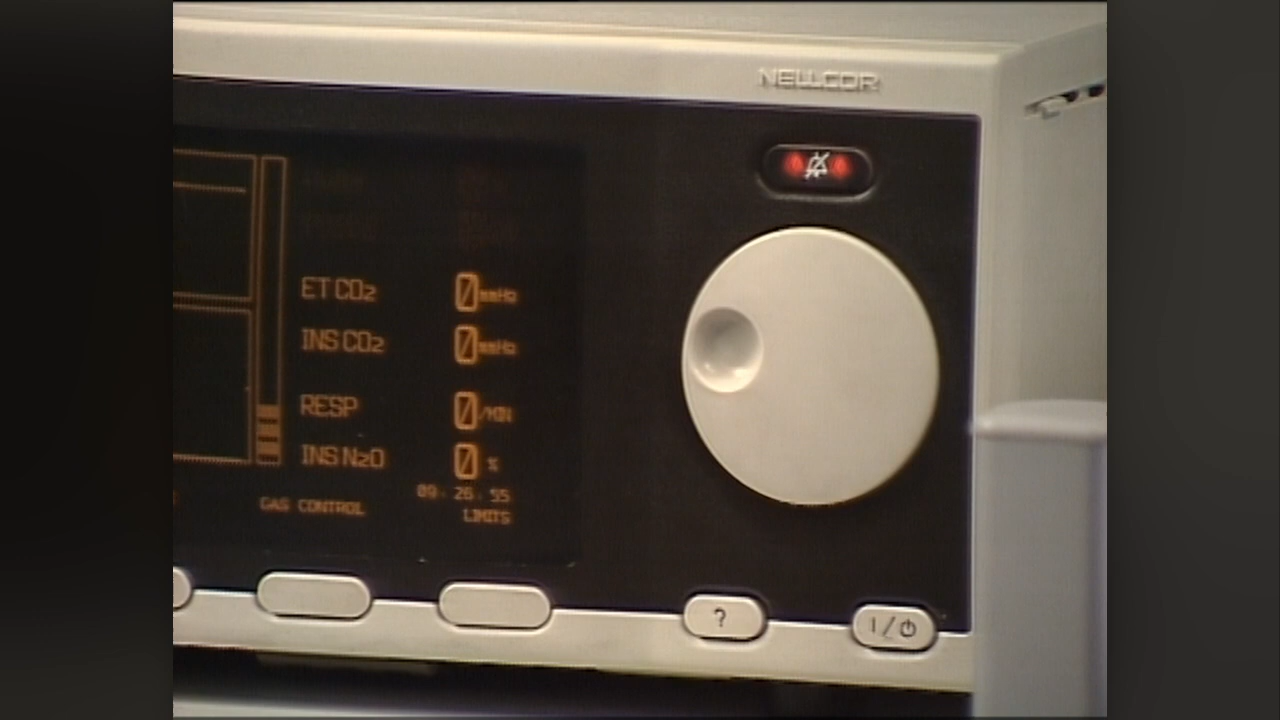 NELLCOR
ET CO₂ 0 mmHg
INS CO₂ 0 mmHg
RESP 0 /MIN
INS N₂O 0 %
09:26:55
GAS CONTROL LIMITS
?
I/⏻